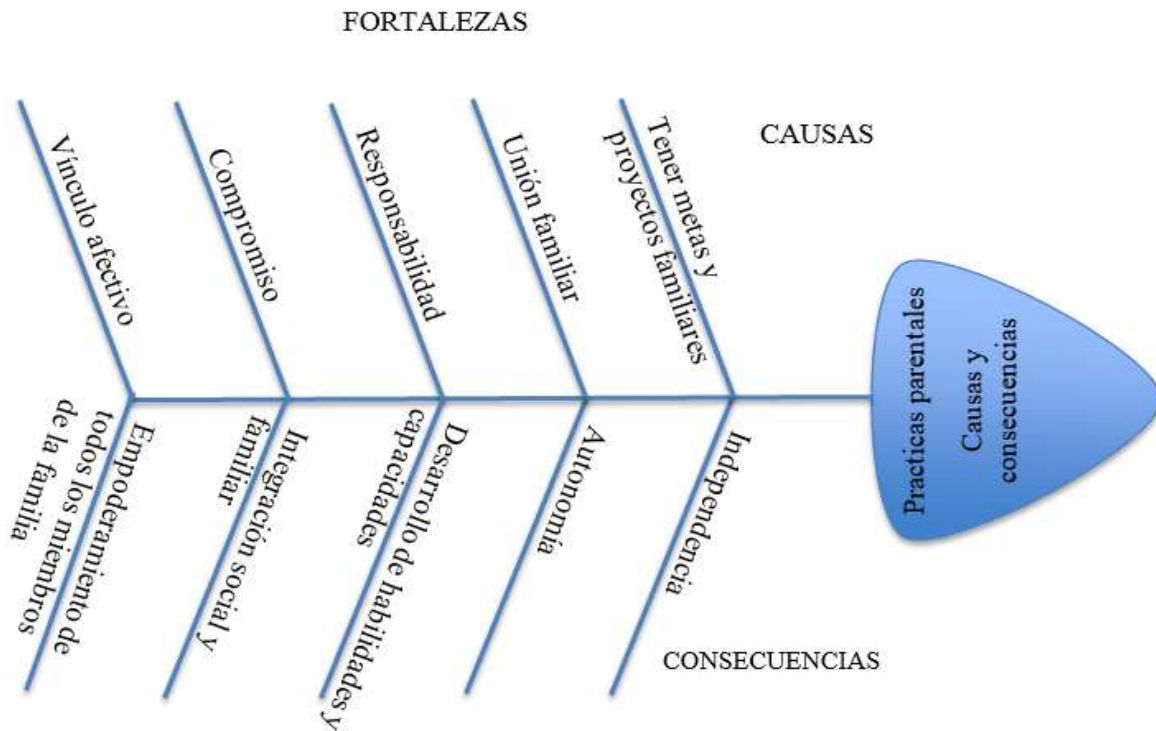 FORTALEZAS
CAUSAS
Vínculo afectivo
Compromiso
Responsabilidad
Unión familiar
Tener metas y
proyectos familiares
Practicas parentales
Causas y
consecuencias
Empoderamiento de
todos los miembros
de la familia
Integración social y
familiar
Desarrollo de habilidades y
capacidades
Autonomía
Independencia
CONSECUENCIAS